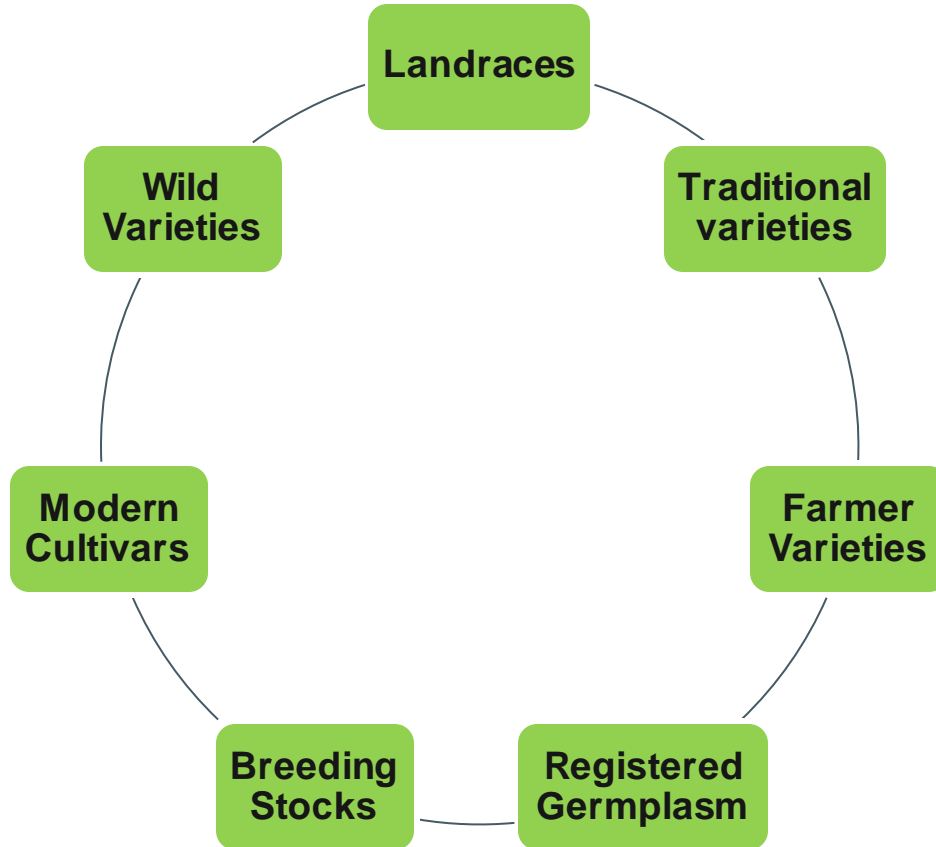 Landraces
Traditional
varieties
Farmer
Varieties
Registered
Germplasm
Breeding
Stocks
Modern
Cultivars
Wild
Varieties